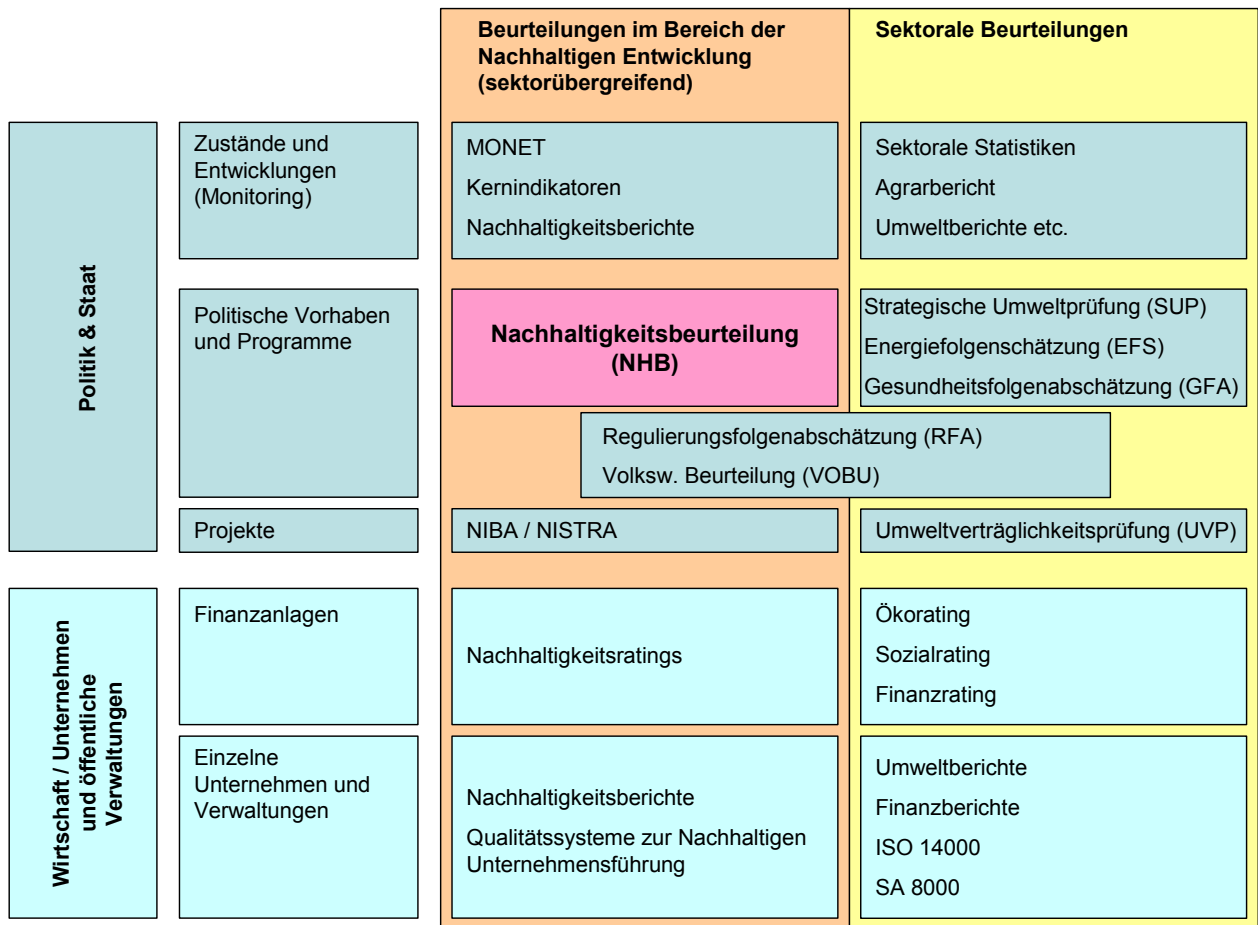 Beurteilungen im Bereich der
Nachhaltigen Entwicklung
(sektorübergreifend)
Sektorale Beurteilungen
Politik & Staat
Zustände und
Entwicklungen
(Monitoring)
MONET
Kernindikatoren
Nachhaltigkeitsberichte
Sektorale Statistiken
Agrarbericht
Umweltberichte etc.
Politische Vorhaben
und Programme
Nachhaltigkeitsbeurteilung
(NHB)
Strategische Umweltprüfung (SUP)
Energiefolgenschätzung (EFS)
Gesundheitsfolgenabschätzung (GFA)
Regulierungsfolgenabschätzung (RFA)
Volksw. Beurteilung (VOBU)
Projekte
NIBA / NISTRA
Umweltverträglichkeitsprüfung (UVP)
Wirtschaft / Unternehmen
und öffentliche
Verwaltungen
Finanzanlagen
Nachhaltigkeitsratings
Ökorating
Sozialrating
Finanzrating
Einzelne
Unternehmen und
Verwaltungen
Nachhaltigkeitsberichte
Qualitätssysteme zur Nachhaltigen
Unternehmensführung
Umweltberichte
Finanzberichte
ISO 14000
SA 8000